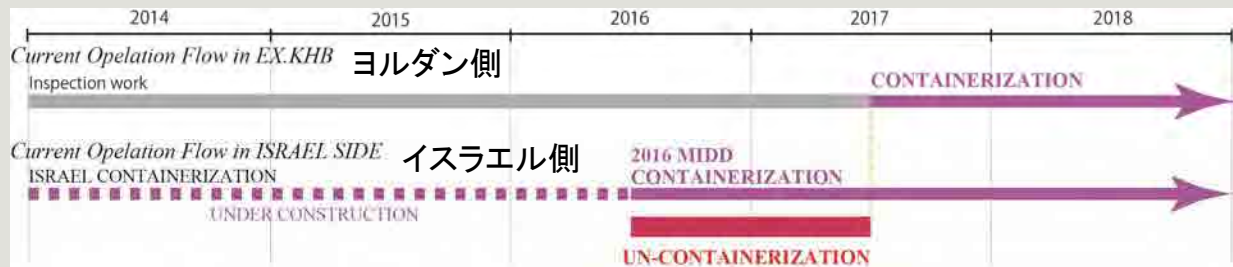 2014 2015 2016 2017 2018
Current Opelation Flow in EX.KHB ヨルダン側
Inspection work
CONTAINERIZATION
Current Opelation Flow in ISRAEL SIDE イスラエル側
ISRAEL CONTAINERIZATION
2016 MIDD
CONTAINERIZATION
UNDER CONSTRUCTION
UN-CONTAINERIZATION